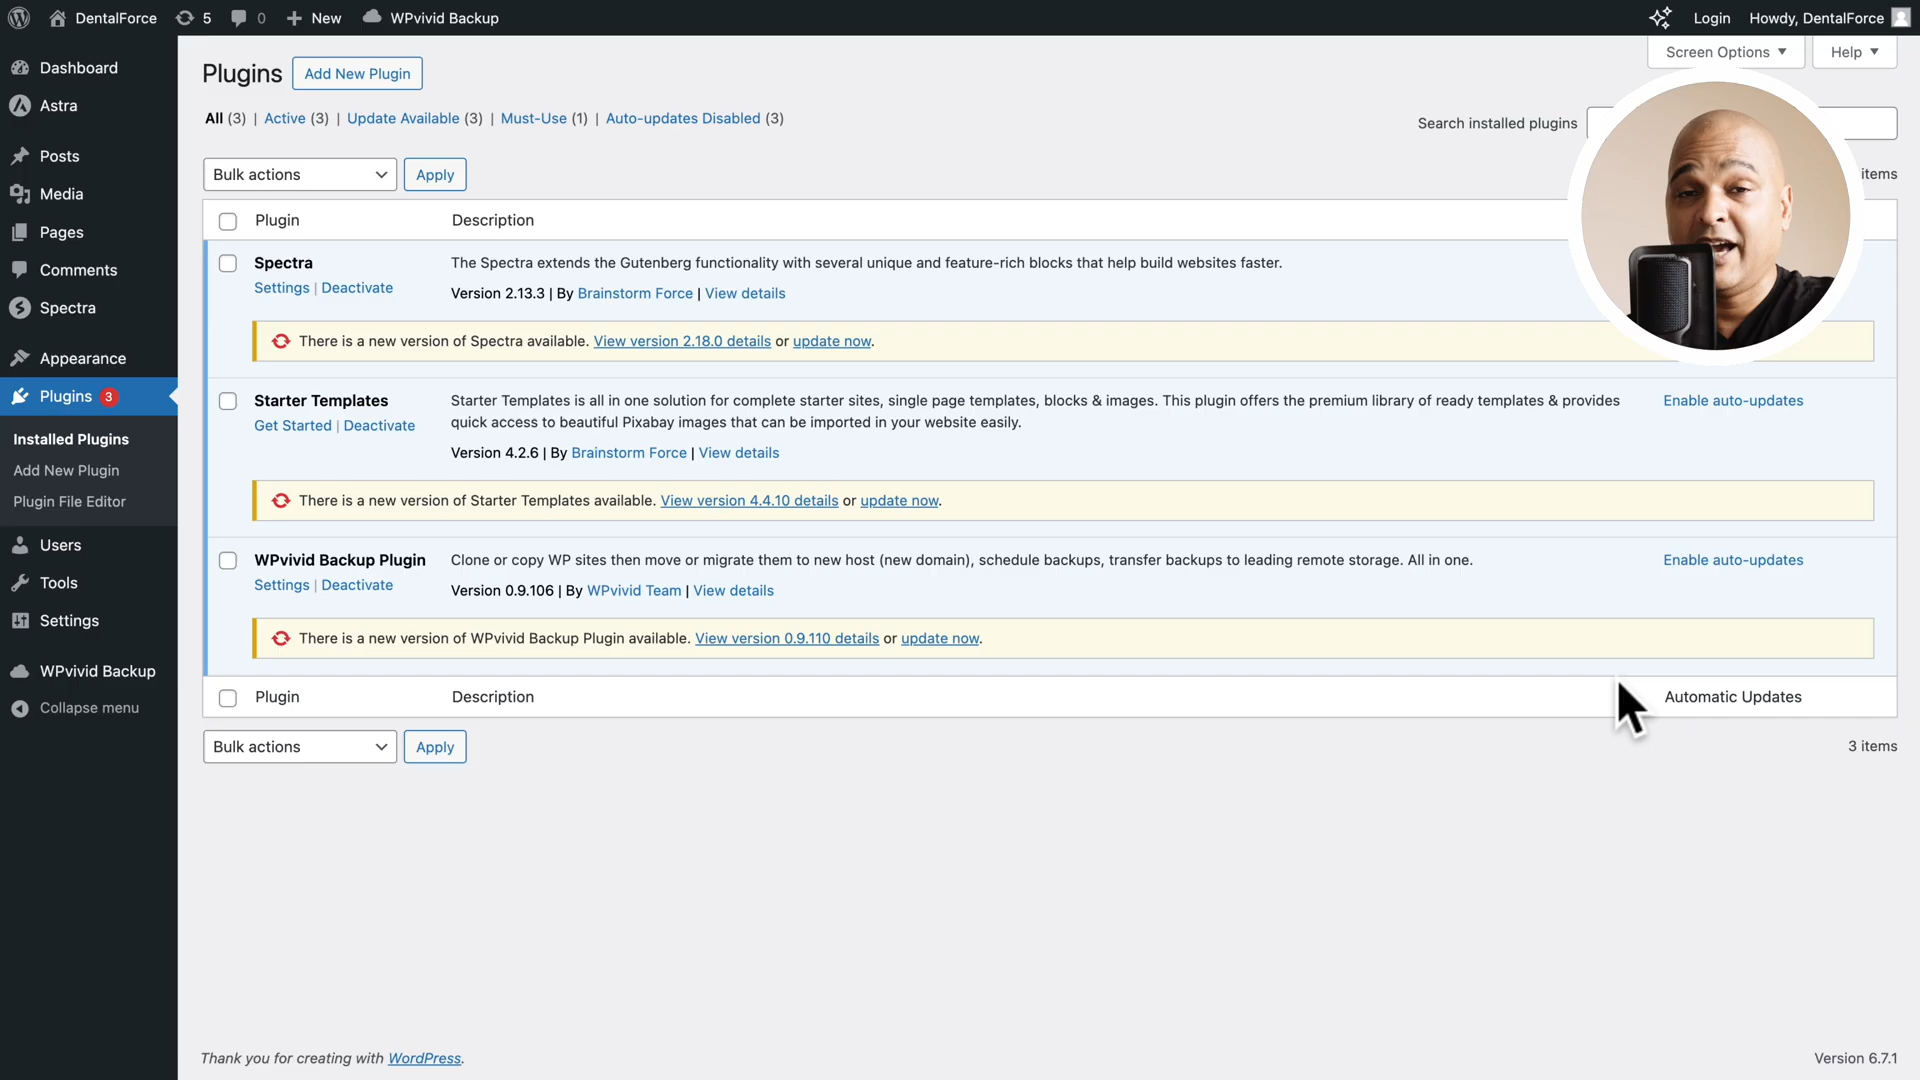 DentalForce 5 0 New WPvivid Backup Login Howdy, DentalForce
Screen Options Help
Dashboard
Astra
Posts
Media
Pages
Comments
Spectra
Appearance
Plugins 3
Installed Plugins
Add New Plugin
Plugin File Editor
Users
Tools
Settings
WPvivid Backup
Collapse menu
Plugins Add New Plugin
All (3) | Active (3) | Update Available (3) | Must-Use (1) | Auto-updates Disabled (3)
Search installed plugins
Bulk actions Apply
items
Plugin Description
Spectra
Settings | Deactivate
The Spectra extends the Gutenberg functionality with several unique and feature-rich blocks that help build websites faster.
Version 2.13.3 | By Brainstorm Force | View details
There is a new version of Spectra available. View version 2.18.0 details or update now.
Starter Templates
Get Started | Deactivate
Starter Templates is all in one solution for complete starter sites, single page templates, blocks & images. This plugin offers the premium library of ready templates & provides
quick access to beautiful Pixabay images that can be imported in your website easily.
Version 4.2.6 | By Brainstorm Force | View details
Enable auto-updates
There is a new version of Starter Templates available. View version 4.4.10 details or update now.
WPvivid Backup Plugin
Settings | Deactivate
Clone or copy WP sites then move or migrate them to new host (new domain), schedule backups, transfer backups to leading remote storage. All in one.
Version 0.9.106 | By WPvivid Team | View details
Enable auto-updates
There is a new version of WPvivid Backup Plugin available. View version 0.9.110 details or update now.
Plugin Description Automatic Updates
Bulk actions Apply
3 items
Thank you for creating with WordPress.
Version 6.7.1